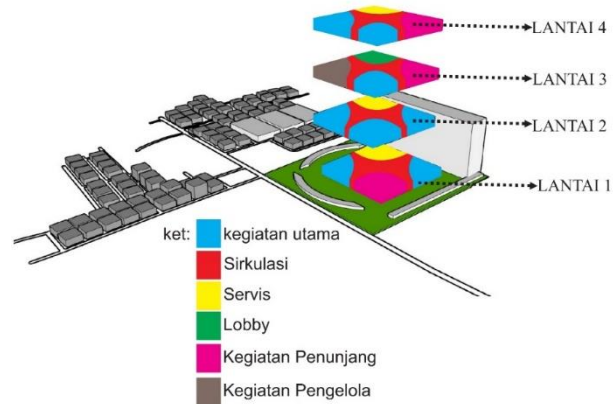 LANTAI 4
LANTAI 3
LANTAI 2
LANTAI 1
ket: kegiatan utama
Sirkulasi
Servis
Lobby
Kegiatan Penunjang
Kegiatan Pengelola